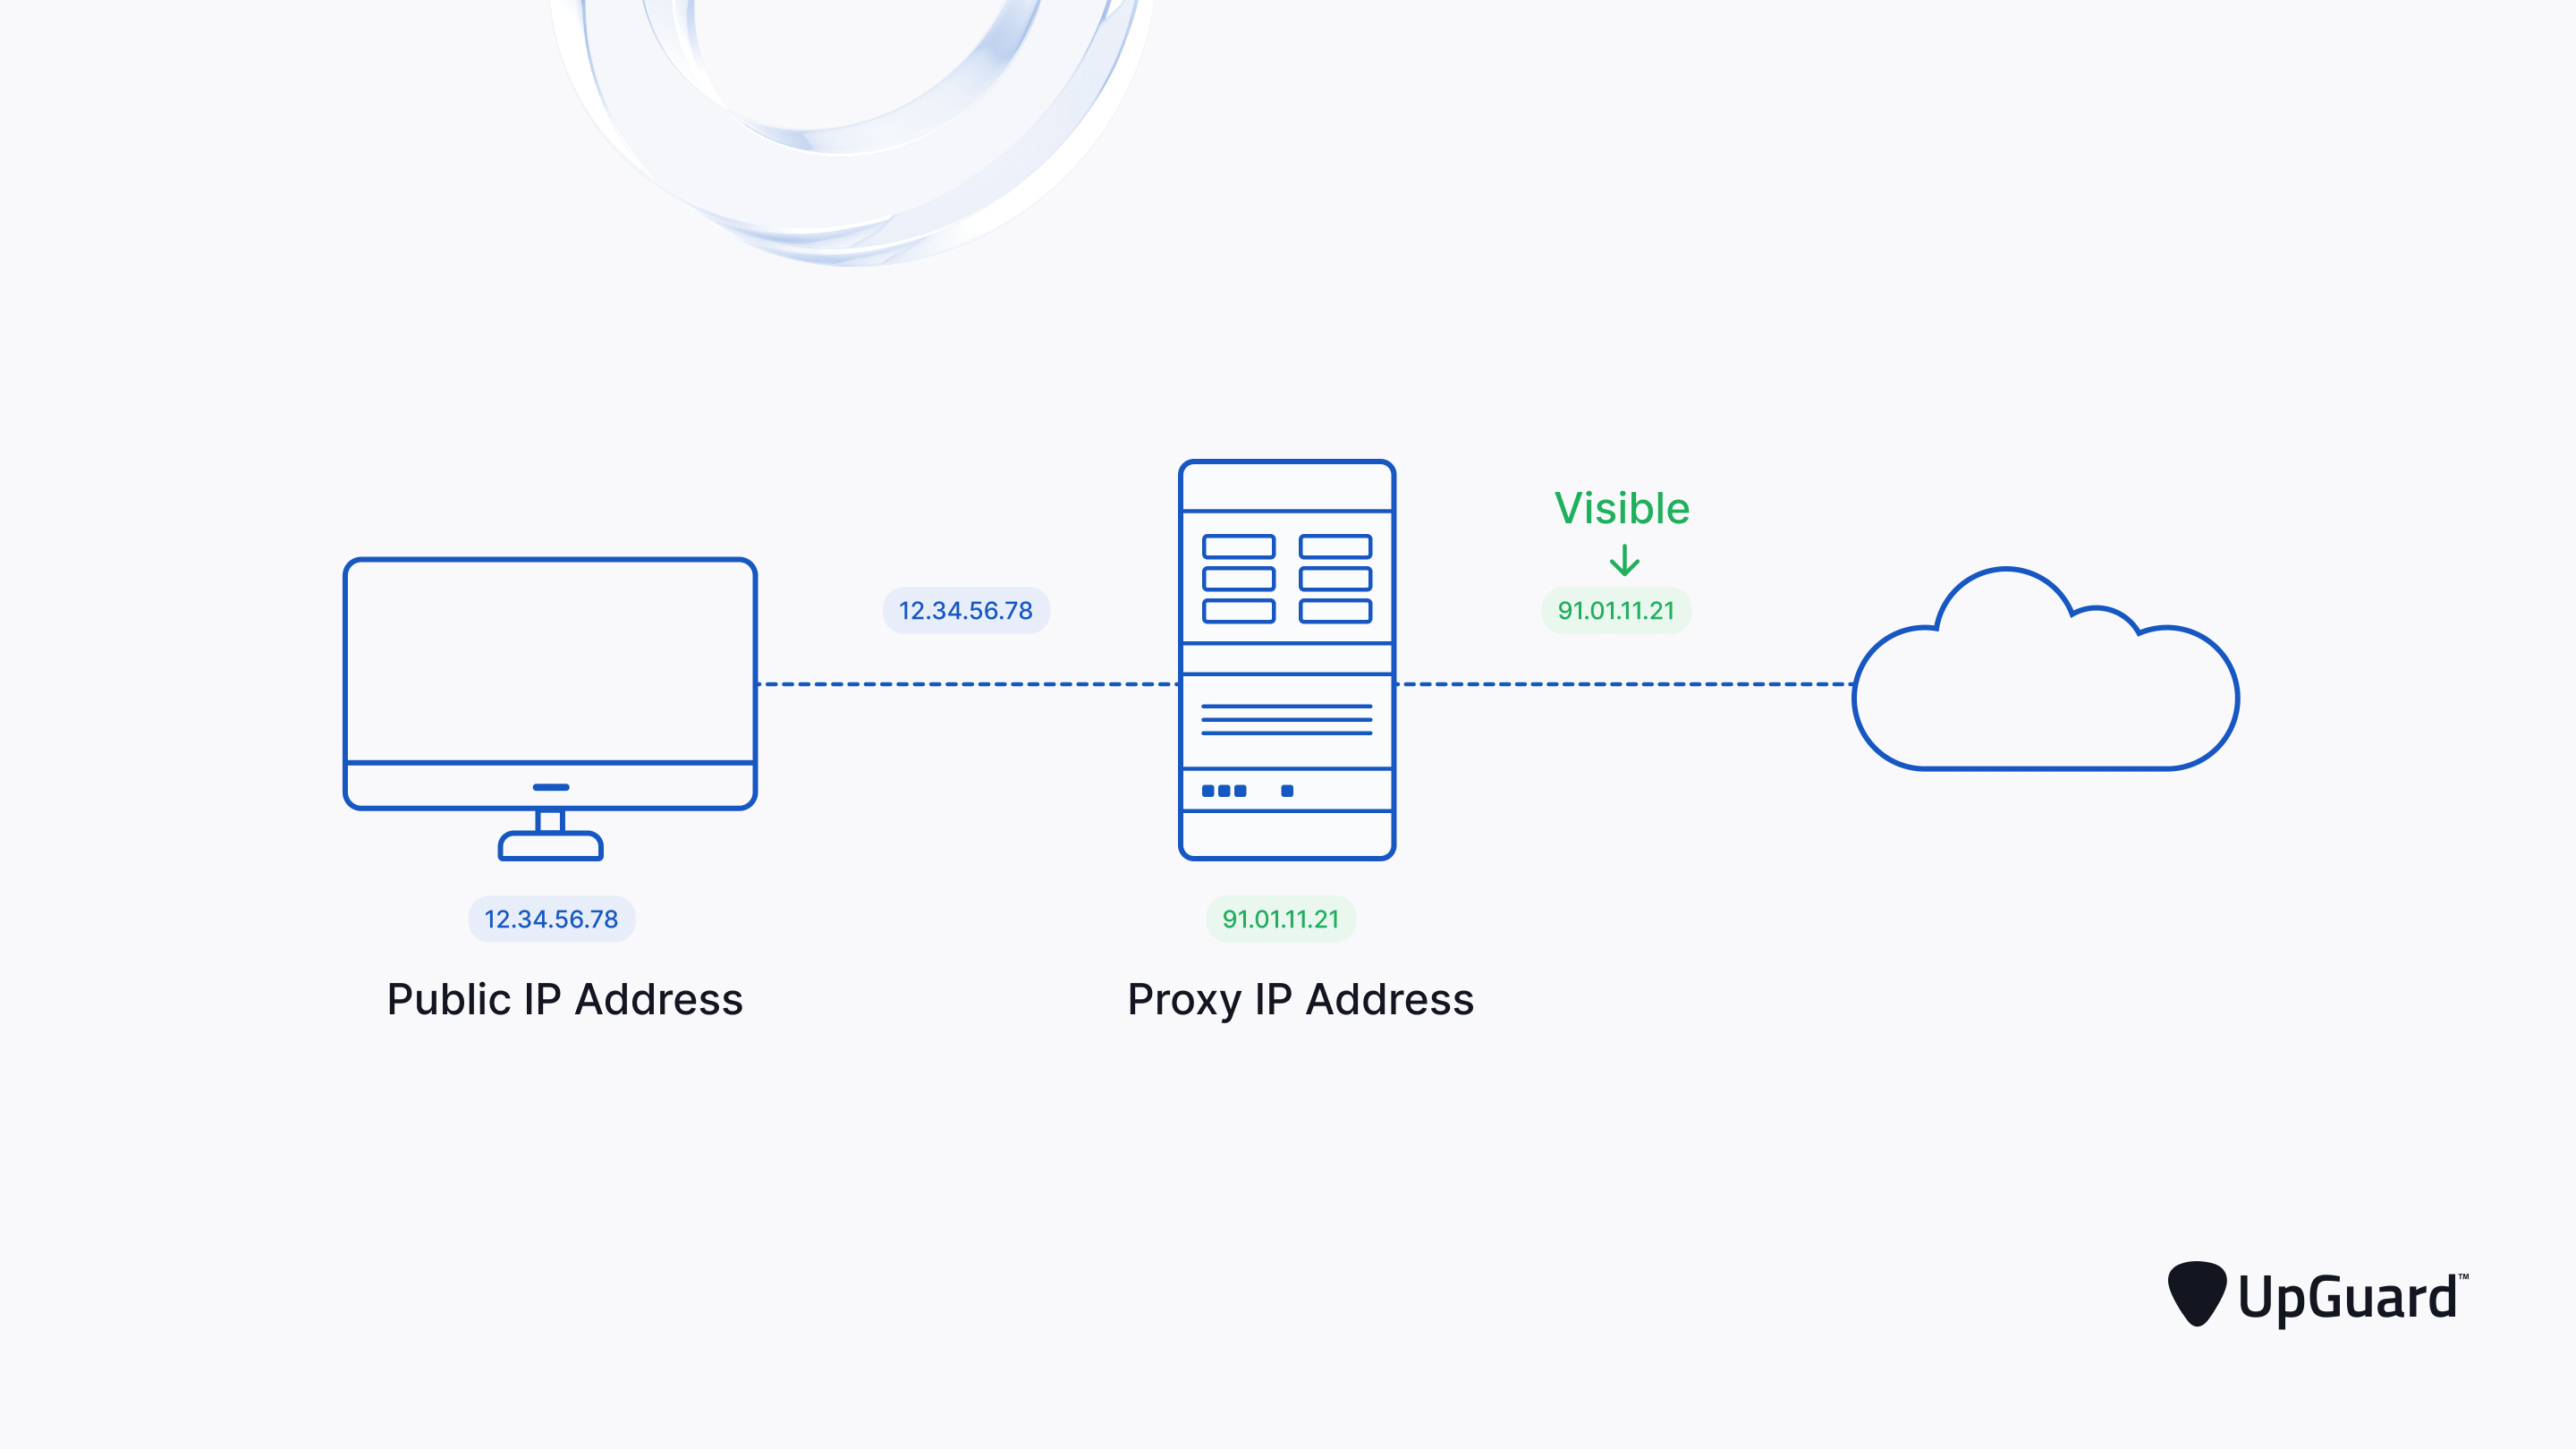 Visible
↓
12.34.56.78
91.01.11.21
12.34.56.78
91.01.11.21
Public IP Address
Proxy IP Address
UpGuard™